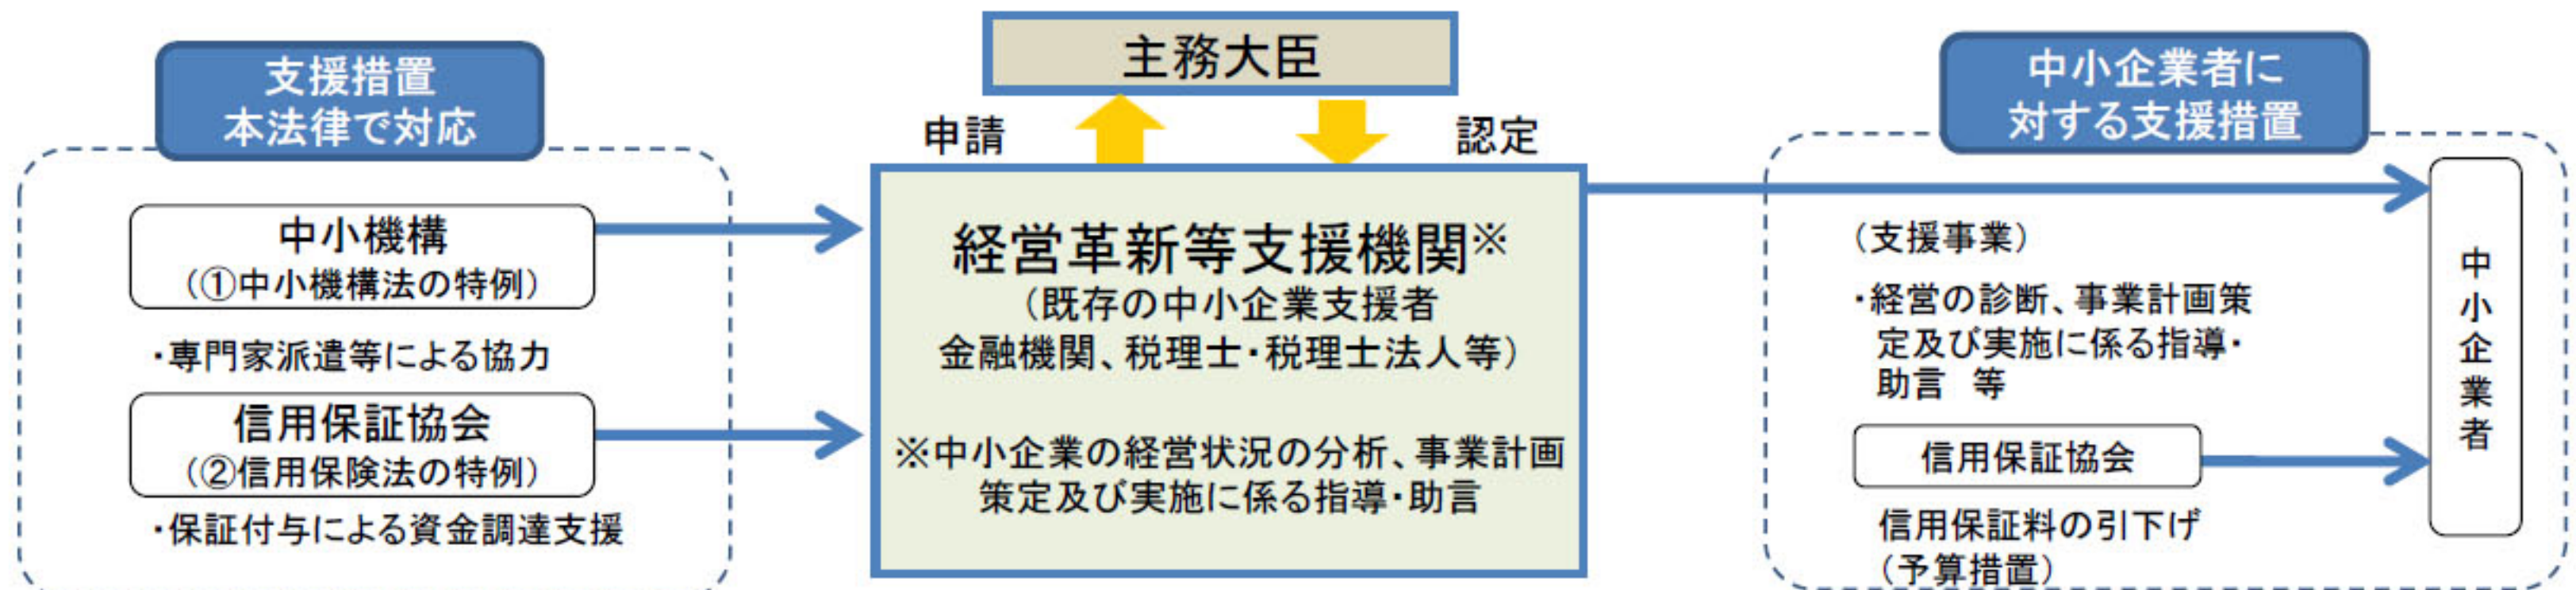 支援措置
本法律で対応
中小機構
（①中小機構法の特例）
・専門家派遣等による協力
信用保証協会
（②信用保険法の特例）
・保証付与による資金調達支援
主務大臣
申請
認定
経営革新等支援機関※
（既存の中小企業支援者
金融機関、税理士・税理士法人等）
※中小企業の経営状況の分析、事業計画
策定及び実施に係る指導・助言
中小企業者に
対する支援措置
（支援事業）
・経営の診断、事業計画策
定及び実施に係る指導・
助言　等
信用保証協会
信用保証料の引下げ
（予算措置）
中小企業者